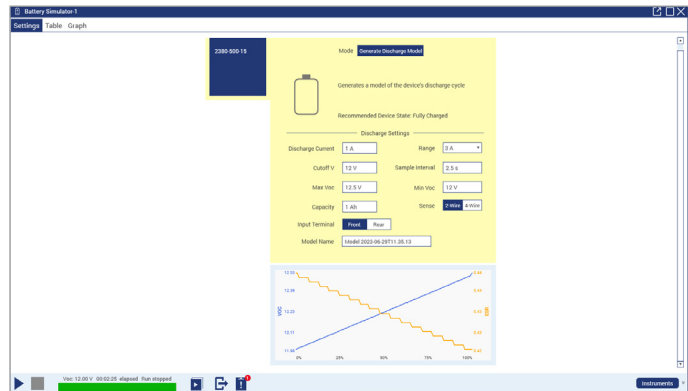 Battery Simulator-1
Settings Table Graph
2380-500-15
Mode Generate Discharge Model
Generates a model of the device's discharge cycle
Recommended Device State: Fully Charged
Discharge Settings
Discharge Current 1 A Range 3 A
Cutoff V 12 V Sample Interval 2.5 s
Max Voc 12.5 V Min Voc 12 V
Capacity 1 Ah Sense 2-Wire 4-Wire
Input Terminal Front Rear
Model Name Model 2023-06-29T11.35.13
VOC
ESR
0% 25% 50% 75% 100%
Voc: 12.00 V 00:02:25 elapsed Run stopped
Instruments